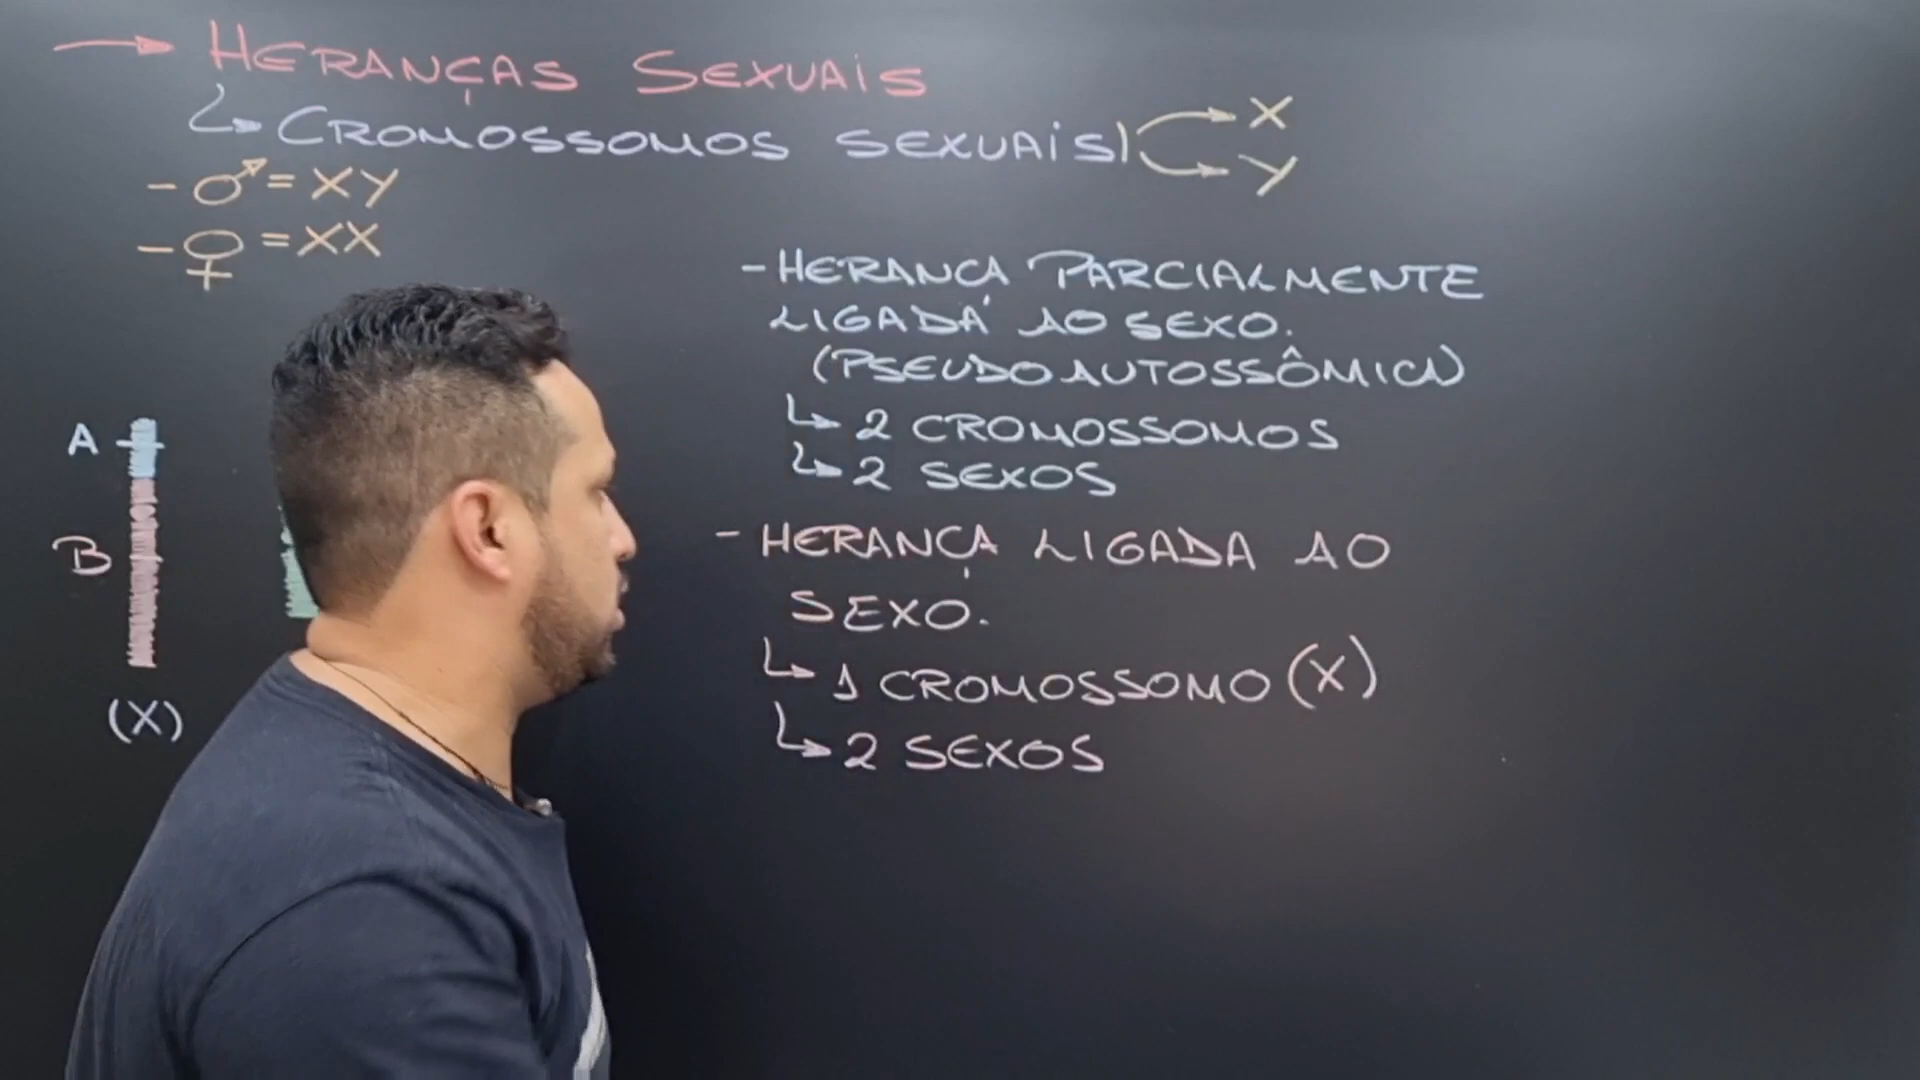 → HERANÇAS SEXUAIS
↳ CROMOSSOMOS SEXUAIS
X
Y
- ♂ = XY
- ♀ = XX
- HERANÇA PARCIALMENTE
LIGADA AO SEXO.
(PSEUDOAUTOSSÔMICA)
↳ 2 CROMOSSOMOS
↳ 2 SEXOS
- HERANÇA LIGADA AO
SEXO.
↳ 1 CROMOSSOMO (X)
↳ 2 SEXOS
A
B
(X)